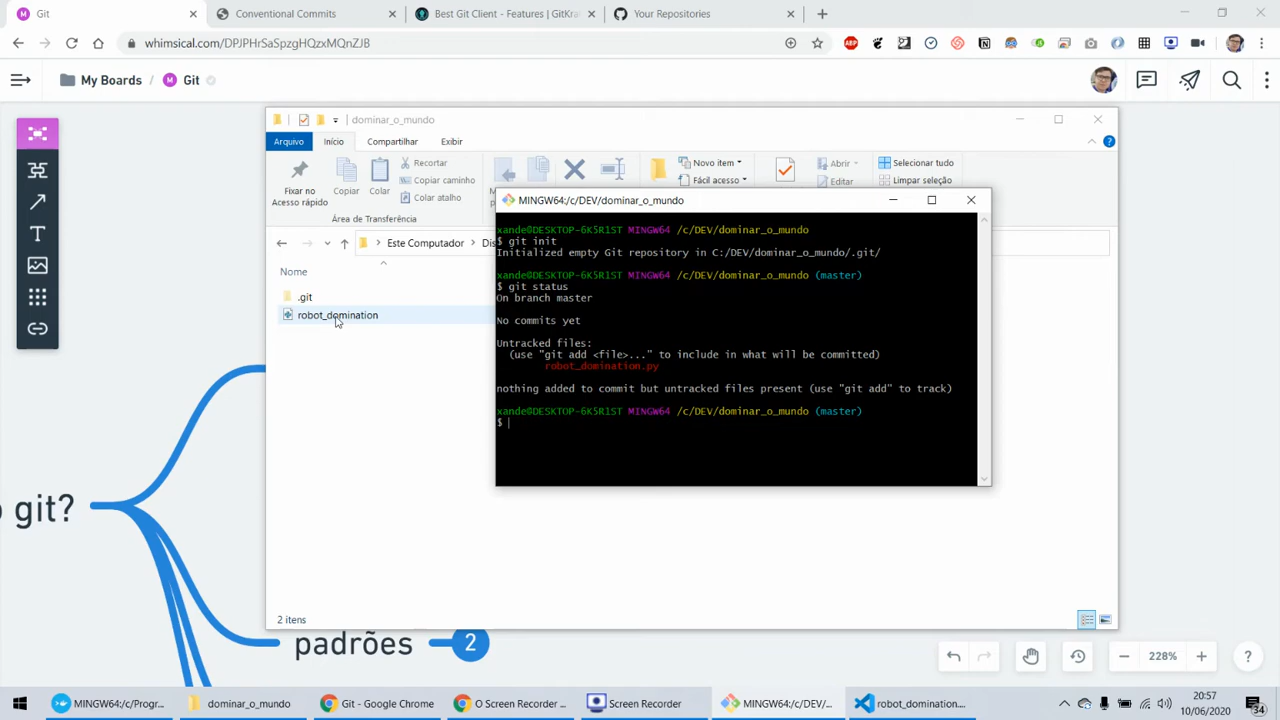 Git
Conventional Commits
Best Git Client - Features | GitKra
Your Repositories
whimsical.com/DPJPHrSaSpzgHQzxMQnZJB
My Boards / M Git
dominar_o_mundo
Arquivo Início Compartilhar Exibir
Fixar no
Acesso rápido
Copiar
Colar
Recortar
Copiar caminho
Colar atalho
Novo item
Fácil acesso
Abrir
Editar
Selecionar tudo
Limpar seleção
Área de Transferência
Este Computador > Dis
Nome
.git
robot_domination
2 itens
MINGW64:/c/DEV/dominar_o_mundo
xande@DESKTOP-6K5R1ST MINGW64 /c/DEV/dominar_o_mundo
$ git init
Initialized empty Git repository in C:/DEV/dominar_o_mundo/.git/
xande@DESKTOP-6K5R1ST MINGW64 /c/DEV/dominar_o_mundo (master)
$ git status
On branch master
No commits yet
Untracked files:
(use "git add <file>..." to include in what will be committed)
robot_domination.py
nothing added to commit but untracked files present (use "git add" to track)
xande@DESKTOP-6K5R1ST MINGW64 /c/DEV/dominar_o_mundo (master)
$
git?
padrões 2
228%
MINGW64:/c/Progr...
dominar_o_mundo
Git - Google Chrome
O Screen Recorder...
Screen Recorder
MINGW64:/c/DEV/...
robot_domination....
20:57
10/06/2020
34